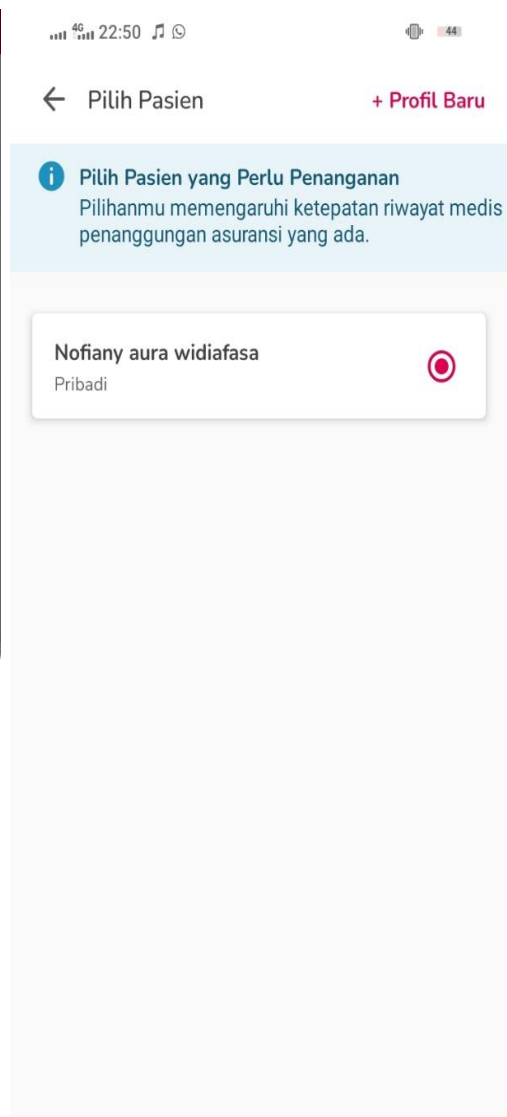 4G 22:50 44
Pilih Pasien + Profil Baru
Pilih Pasien yang Perlu Penanganan
Pilihanmu memengaruhi ketepatan riwayat medis
penanggungan asuransi yang ada.
Nofiany aura widiafasa
Pribadi